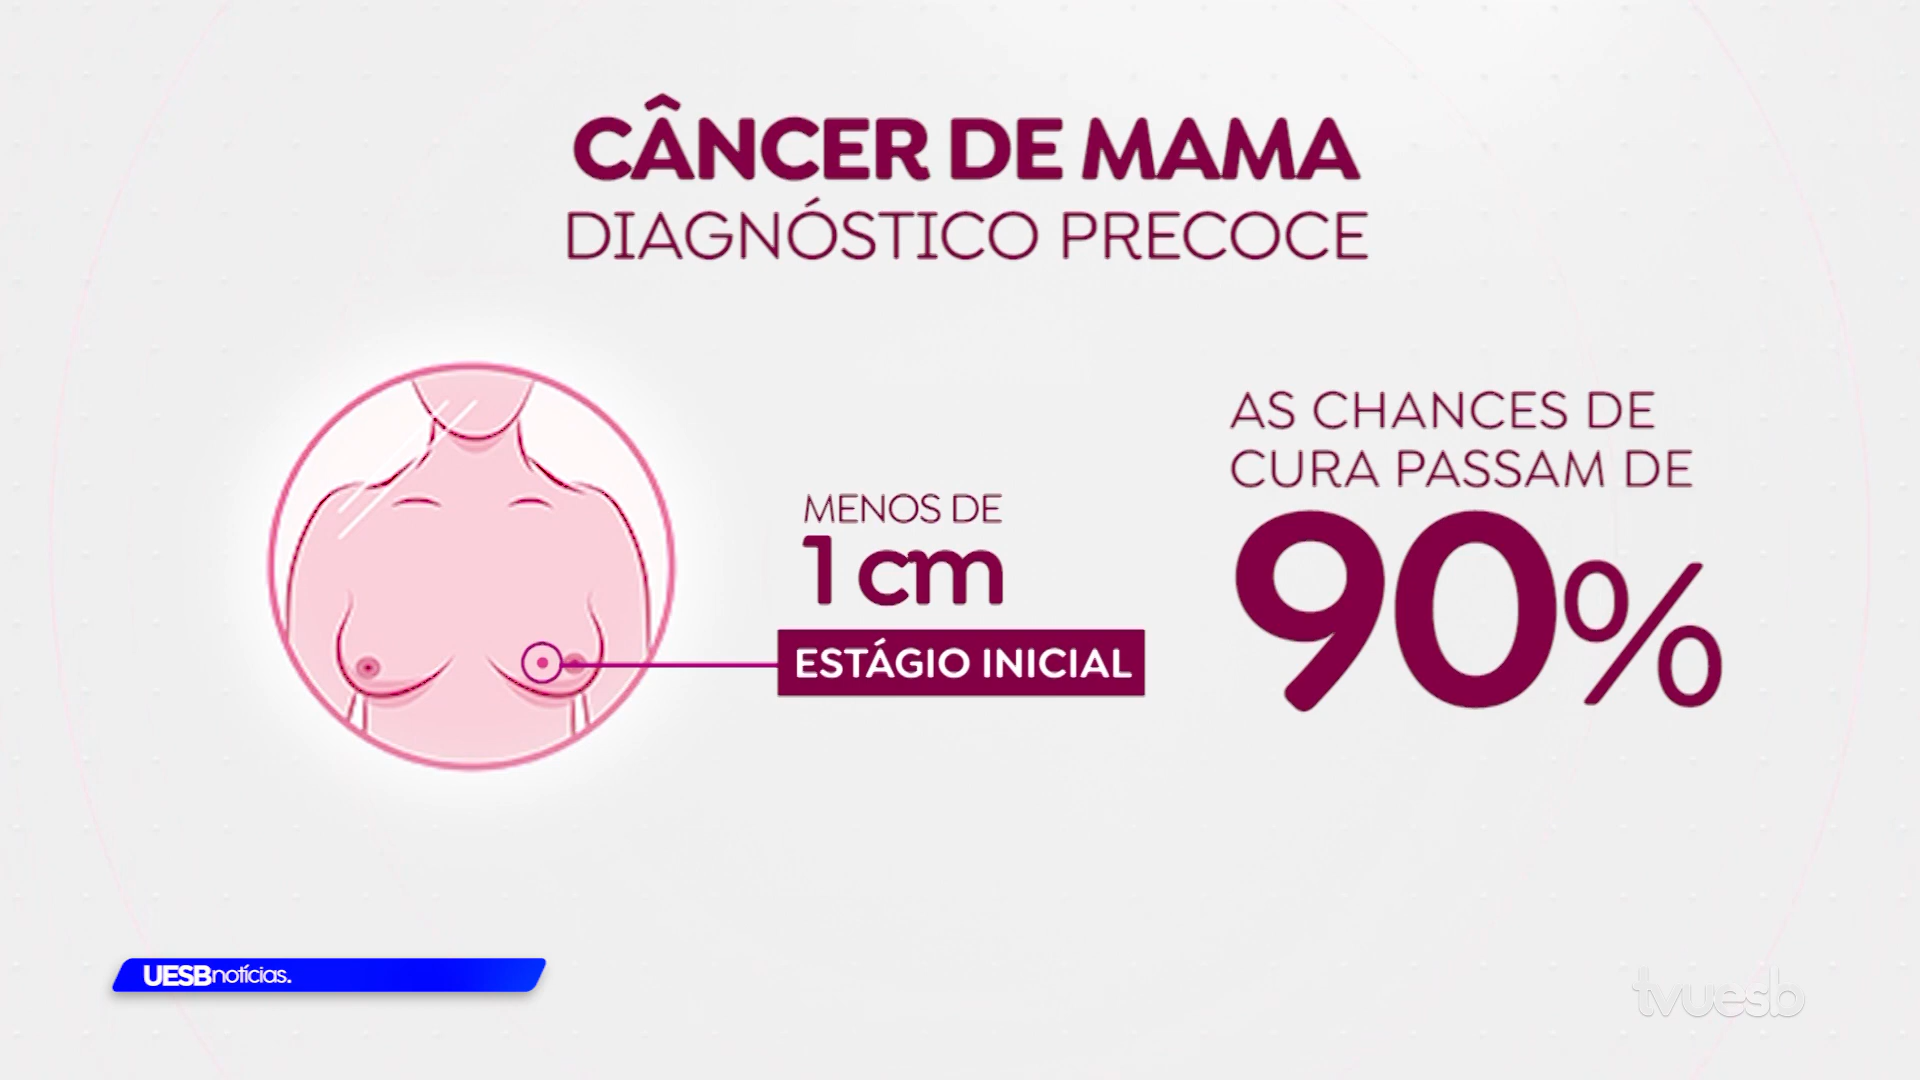 CÂNCER DE MAMA
DIAGNÓSTICO PRECOCE
MENOS DE
1 cm
ESTÁGIO INICIAL
AS CHANCES DE
CURA PASSAM DE
90%
UESBnotícias.
tvuesb